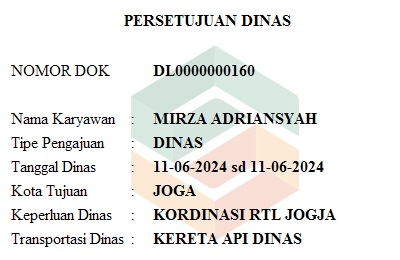 PERSETUJUAN DINAS
NOMOR DOK DL0000000160
Nama Karyawan : MIRZA ADRIANSYAH
Tipe Pengajuan : DINAS
Tanggal Dinas : 11-06-2024 sd 11-06-2024
Kota Tujuan : JOGA
Keperluan Dinas : KORDINASI RTL JOGJA
Transportasi Dinas : KERETA API DINAS